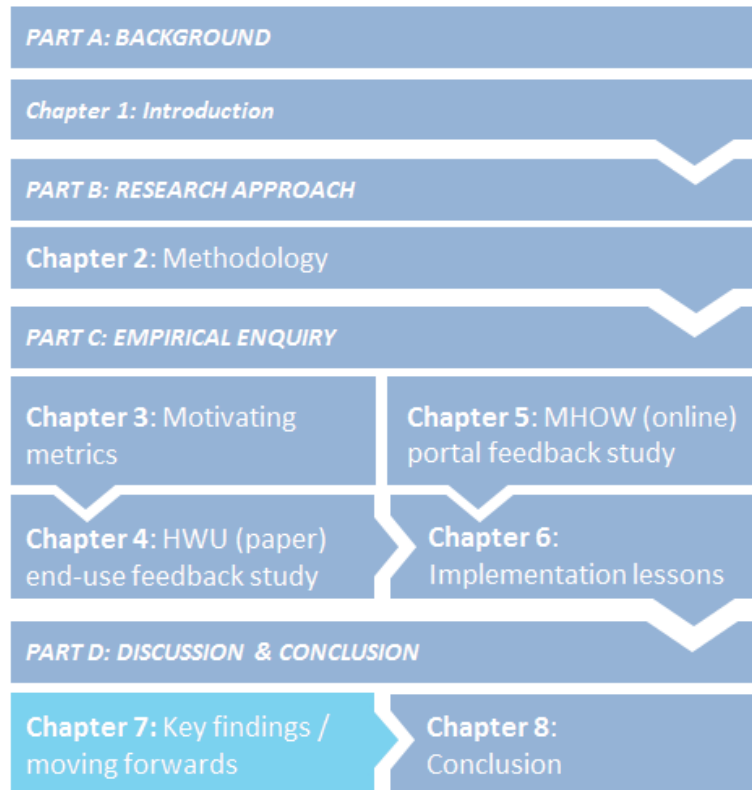 PART A: BACKGROUND
Chapter 1: Introduction
PART B: RESEARCH APPROACH
Chapter 2: Methodology
PART C: EMPIRICAL ENQUIRY
Chapter 3: Motivating
metrics
Chapter 5: MHOW (online)
portal feedback study
Chapter 4: HWU (paper)
end-use feedback study
Chapter 6:
Implementation lessons
PART D: DISCUSSION & CONCLUSION
Chapter 7: Key findings /
moving forwards
Chapter 8:
Conclusion